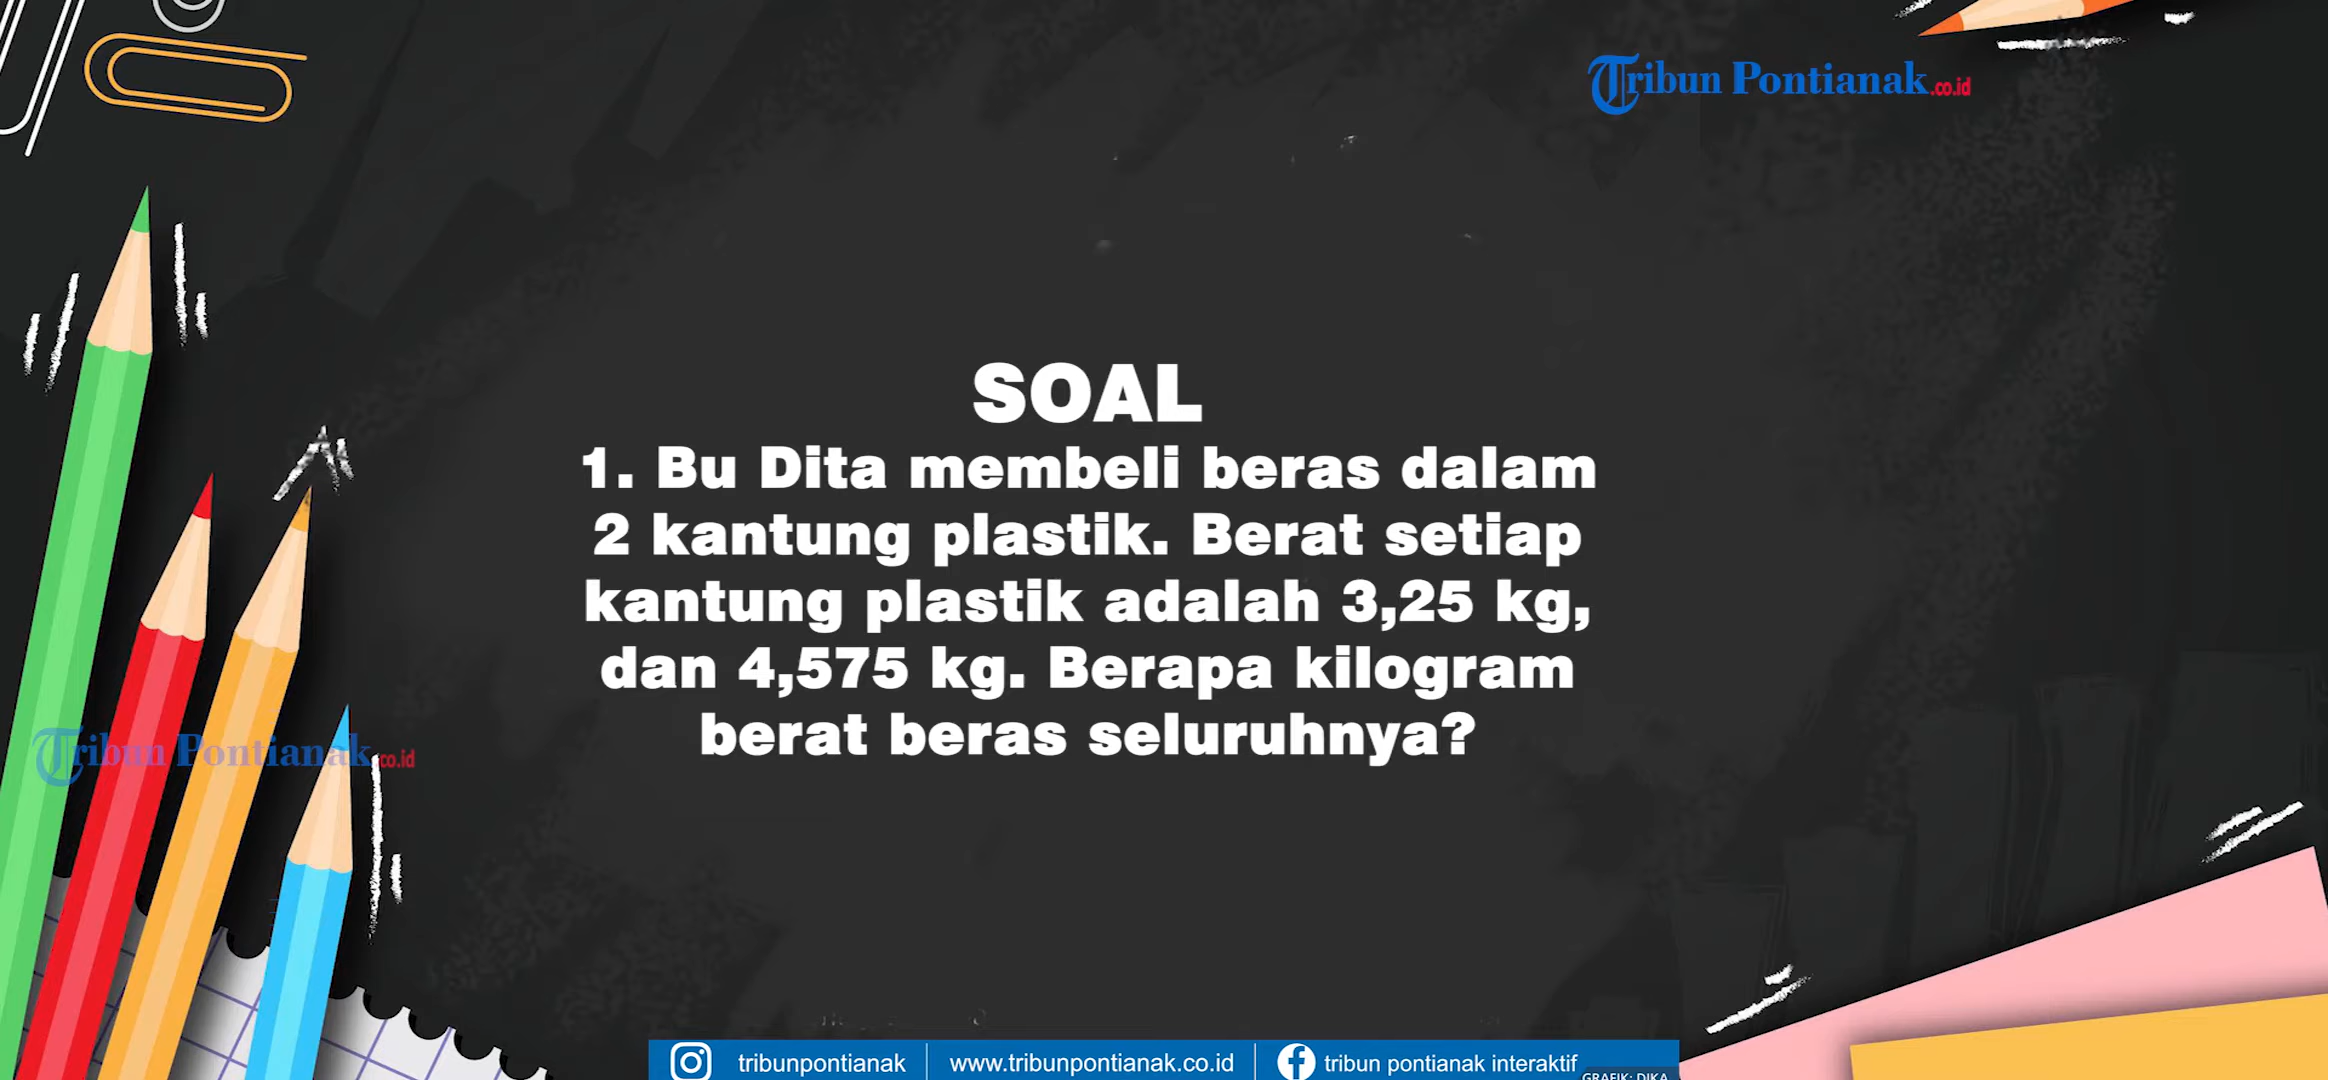 Tribun Pontianak.co.id
SOAL
1. Bu Dita membeli beras dalam
2 kantung plastik. Berat setiap
kantung plastik adalah 3,25 kg,
dan 4,575 kg. Berapa kilogram
berat beras seluruhnya?
Tribun Pontianak.co.id
tribunpontianak
www.tribunpontianak.co.id
tribun pontianak interaktif
GRAFIK: DIKA